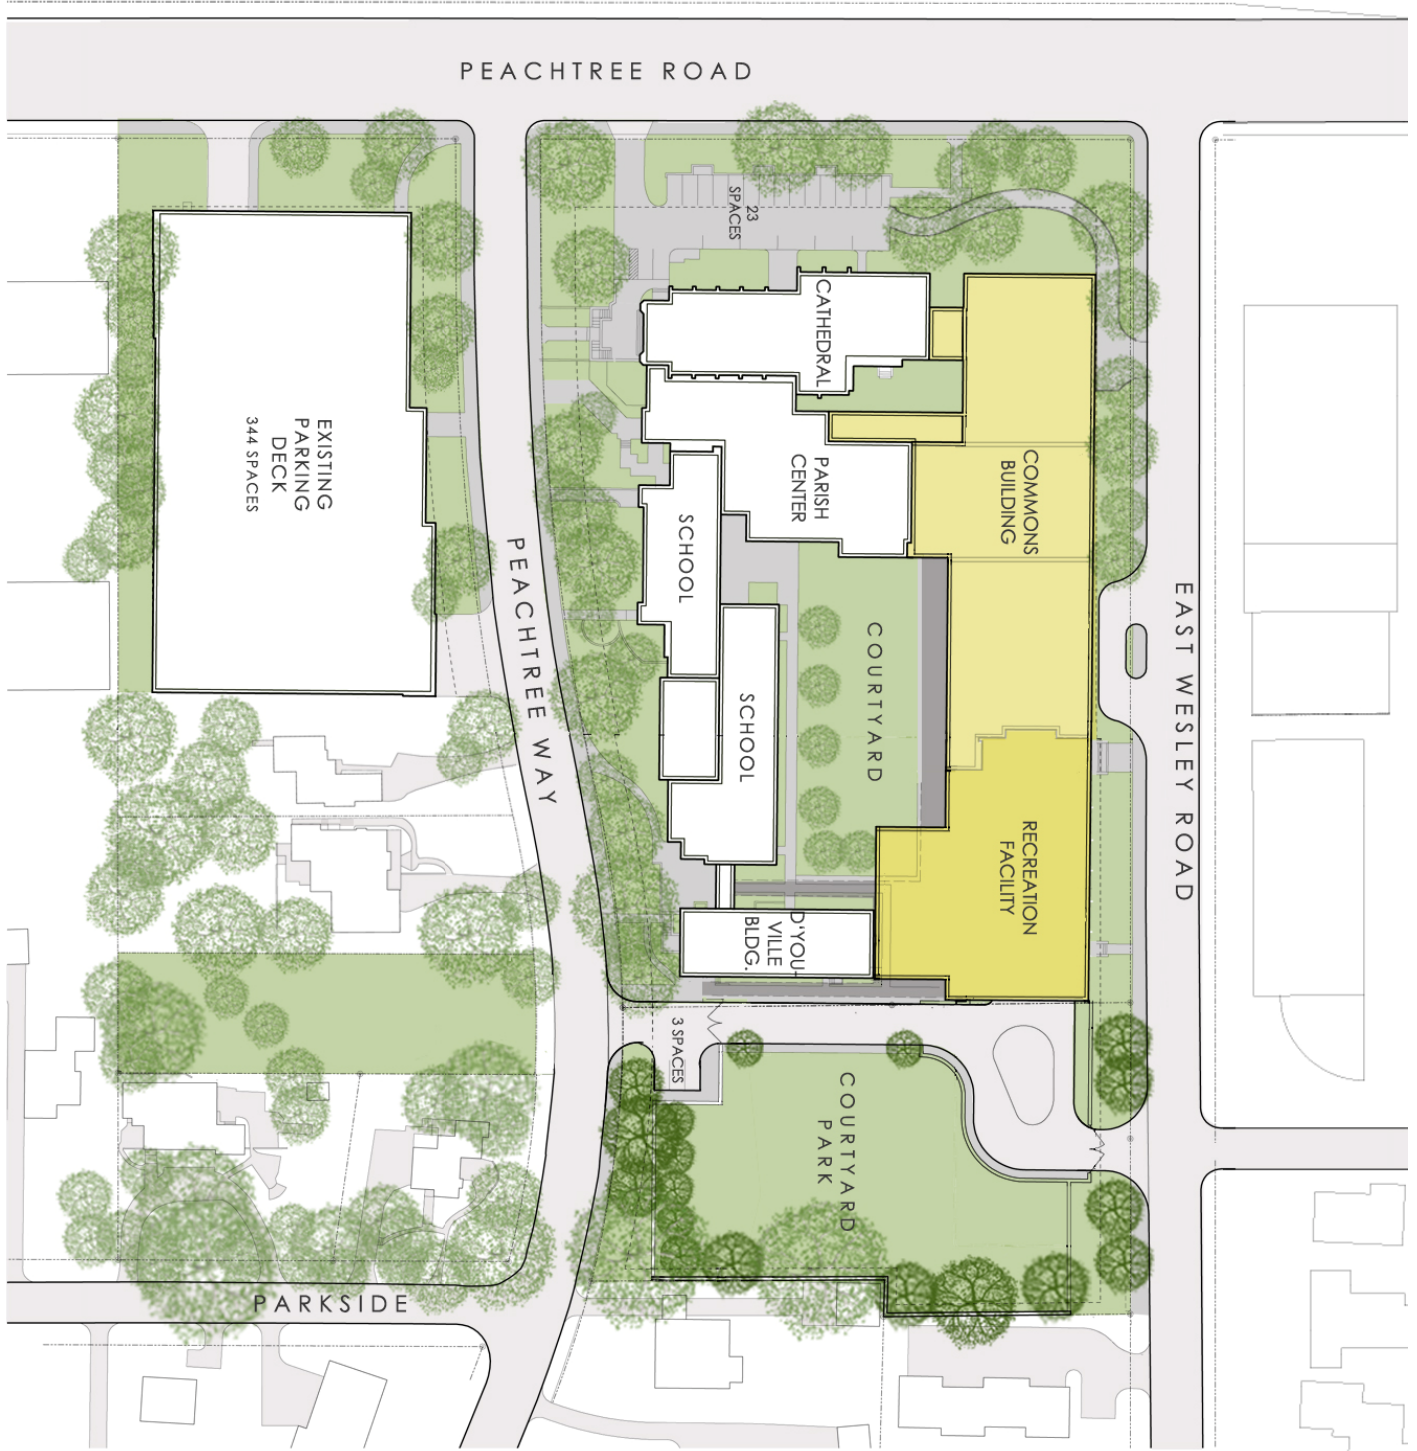 PEACHTREE ROAD
23
SPACES
CATHEDRAL
EXISTING
PARKING
DECK
344 SPACES
PARISH
CENTER
COMMONS
BUILDING
SCHOOL
PEACHTREE WAY
COURTYARD
EAST WESLEY ROAD
SCHOOL
RECREATION
FACILITY
D'YOU-
VILLE
BLDG.
3 SPACES
COURTYARD
PARK
PARKSIDE